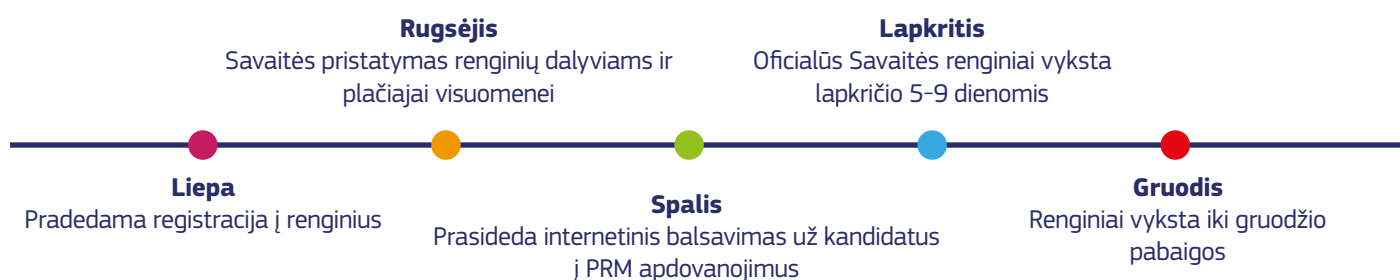 Liepa
Pradedama registracija į renginius
Rugsėjis
Savaitės pristatymas renginių dalyviams ir
plačiajai visuomenei
Spalis
Prasideda internetinis balsavimas už kandidatus
į PRM apdovanojimus
Lapkritis
Oficialūs Savaitės renginiai vyksta
lapkričio 5-9 dienomis
Gruodis
Renginiai vyksta iki gruodžio
pabaigos